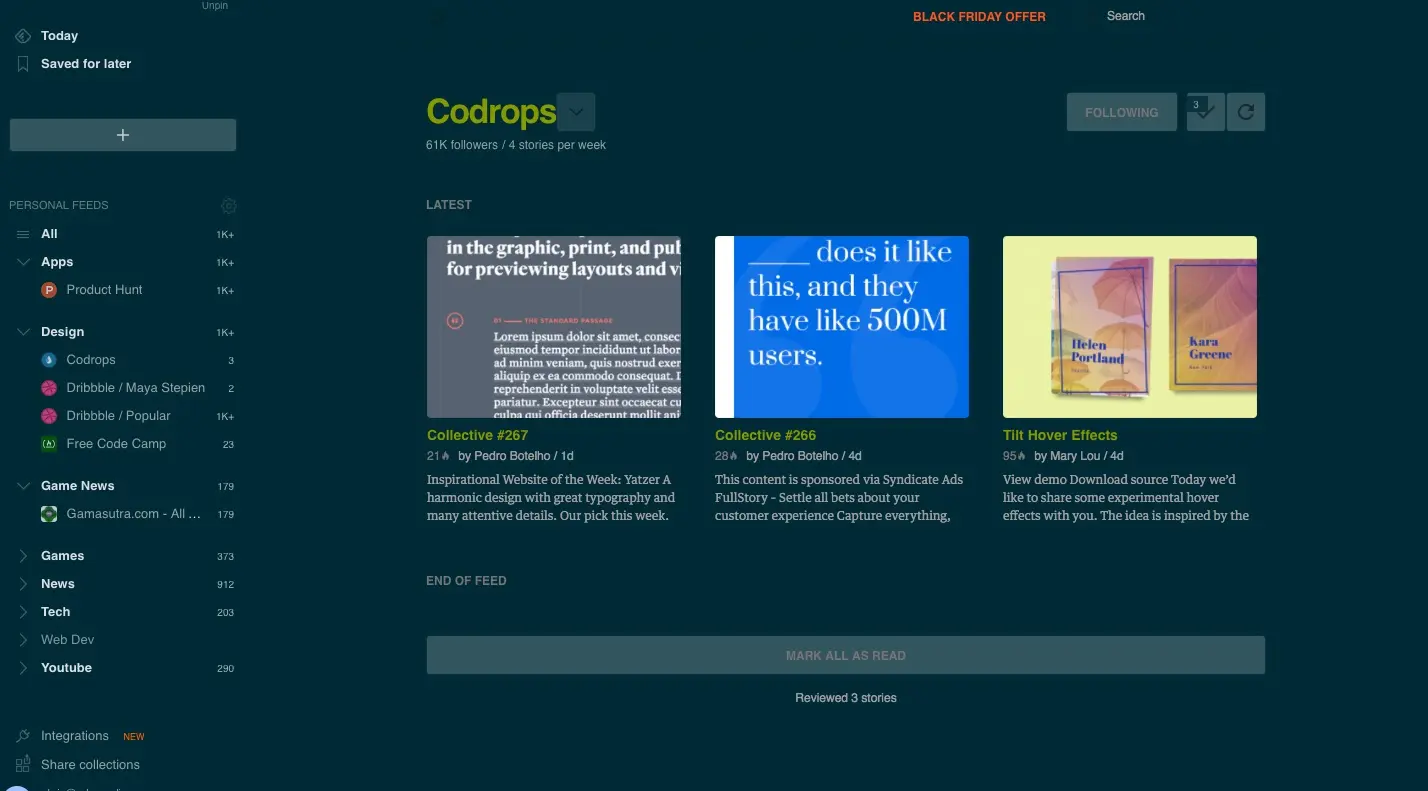 Unpin
Today
Saved for later
+
PERSONAL FEEDS
All 1K+
Apps 1K+
P Product Hunt 1K+
Design 1K+
Codrops 3
Dribbble / Maya Stepien 2
Dribbble / Popular 1K+
Free Code Camp 23
Game News 179
Gamasutra.com - All ... 179
Games 373
News 912
Tech 203
Web Dev
Youtube 290
Integrations NEW
Share collections
BLACK FRIDAY OFFER
Search
Codrops
FOLLOWING
3
61K followers / 4 stories per week
LATEST
in the graphic, print, and pub
for previewing layouts and vi
01 — THE STANDARD PASSAGE
Lorem ipsum dolor sit amet, consec
eiusmod tempor incididunt ut labor
ad minim veniam, quis nostrud exer
aliquip ex ea commodo consequat. D
reprehenderit in voluptate velit esse
pariatur. Excepteur sint occaecat cu
culpa qui officia deserunt mollit ani
Collective #267
21 by Pedro Botelho / 1d
Inspirational Website of the Week: Yatzer A
harmonic design with great typography and
many attentive details. Our pick this week.
____ does it like
this, and they
have like 500M
users.
Collective #266
28 by Pedro Botelho / 4d
This content is sponsored via Syndicate Ads
FullStory - Settle all bets about your
customer experience Capture everything,
Helen
Portland
Kara
Greene
New York
Tilt Hover Effects
95 by Mary Lou / 4d
View demo Download source Today we'd
like to share some experimental hover
effects with you. The idea is inspired by the
END OF FEED
MARK ALL AS READ
Reviewed 3 stories